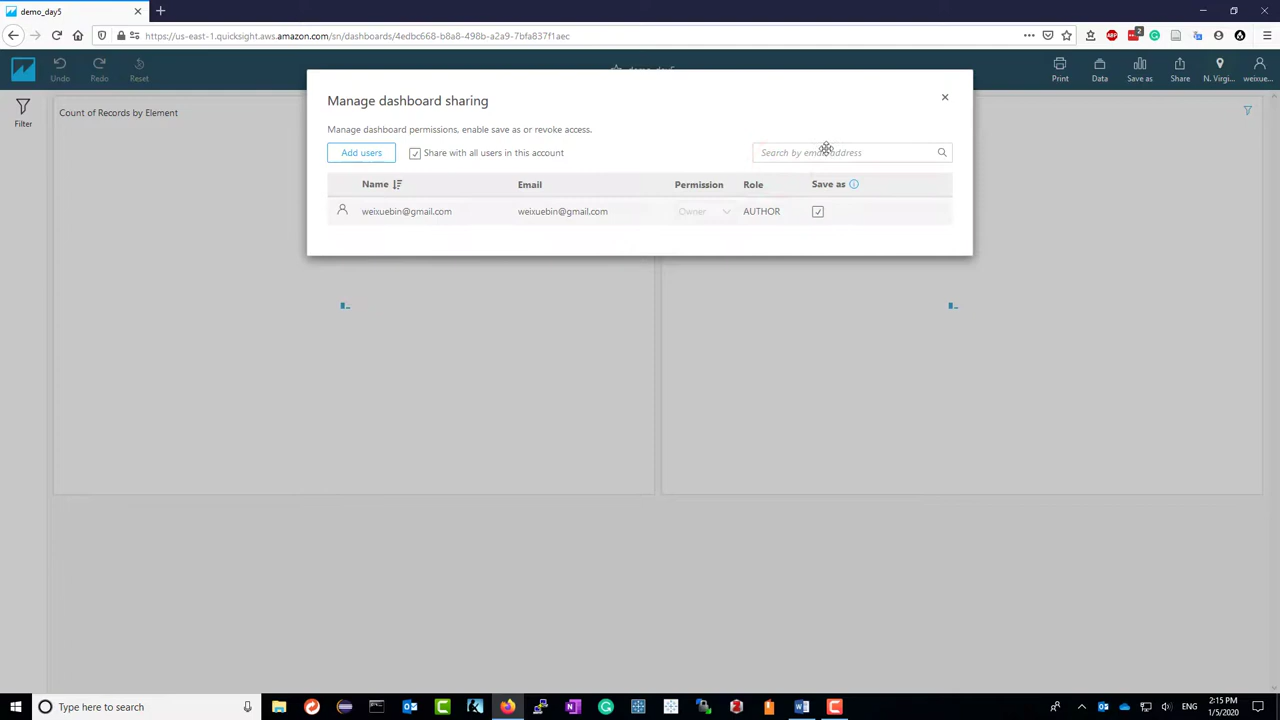 demo_day5
https://us-east-1.quicksight.aws.amazon.com/sn/dashboards/4edbc668-b8a8-498b-a2a9-7bfa837f1aec
2
Undo
Redo
Reset
demo_day5
Print
Data
Save as
Share
N. Virgi...
weixue...
Filter
Count of Records by Element
Manage dashboard sharing
Manage dashboard permissions, enable save as or revoke access.
Add users
Share with all users in this account
Search by email address
Name
Email
Permission
Role
Save as
weixuebin@gmail.com
weixuebin@gmail.com
Owner
AUTHOR
Type here to search
2:15 PM
1/5/2020